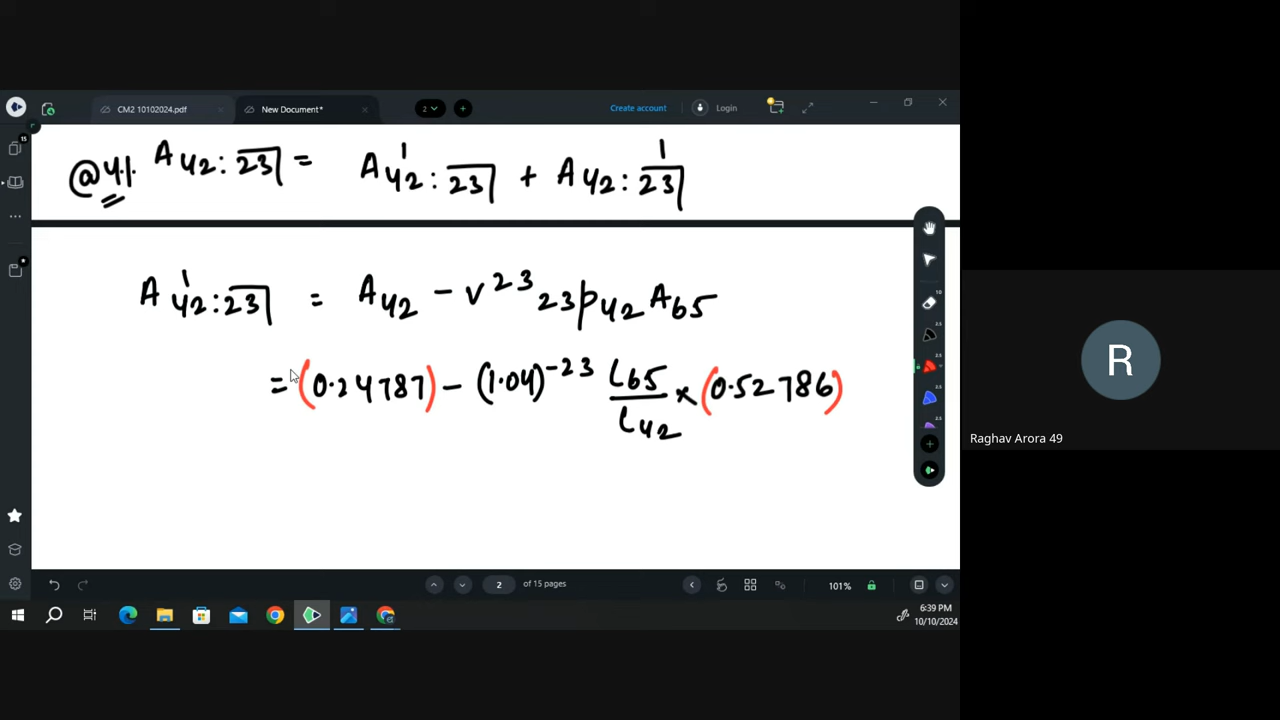 CM2 10102024.pdf
New Document*
2
Create account
Login
@4% A42:23̅| = A¹42:23̅| + A42:¹23̅|
A¹42:23̅| = A42 - v²³ 23p42 A65
= (0.24787) - (1.04)⁻²³ l65/l42 × (0.52786)
R
Raghav Arora 49
2 of 15 pages
101%
6:39 PM
10/10/2024